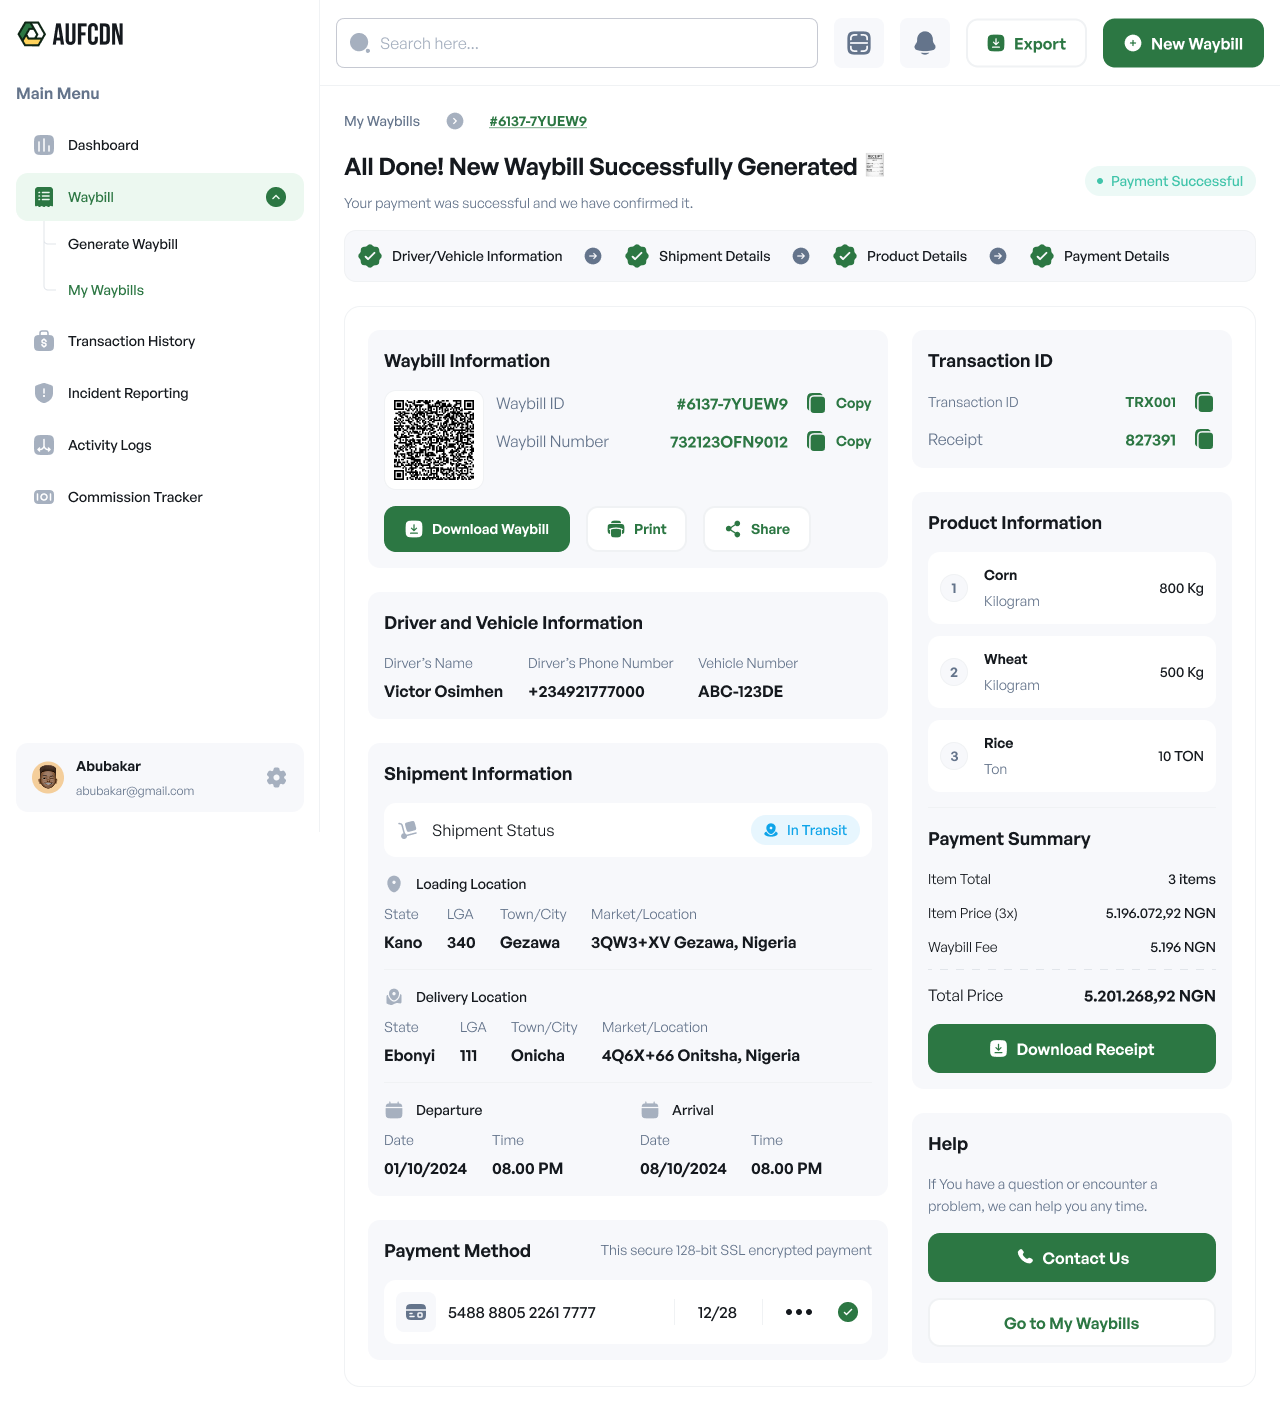 AUFCDN
Search here...
Export
New Waybill
Main Menu
Dashboard
Waybill
Generate Waybill
My Waybills
Transaction History
Incident Reporting
Activity Logs
Commission Tracker
Abubakar
abubakar@gmail.com
My Waybills
#6137-7YUEW9
All Done! New Waybill Successfully Generated
Your payment was successful and we have confirmed it.
Payment Successful
Driver/Vehicle Information
Shipment Details
Product Details
Payment Details
Waybill Information
Waybill ID #6137-7YUEW9 Copy
Waybill Number 732123OFN9012 Copy
Download Waybill
Print
Share
Driver and Vehicle Information
Dirver's Name Dirver's Phone Number Vehicle Number
Victor Osimhen +234921777000 ABC-123DE
Shipment Information
Shipment Status
In Transit
Loading Location
State LGA Town/City Market/Location
Kano 340 Gezawa 3QW3+XV Gezawa, Nigeria
Delivery Location
State LGA Town/City Market/Location
Ebonyi 111 Onicha 4Q6X+66 Onitsha, Nigeria
Departure Arrival
Date Time Date Time
01/10/2024 08.00 PM 08/10/2024 08.00 PM
Payment Method
This secure 128-bit SSL encrypted payment
5488 8805 2261 7777 12/28
Transaction ID
Transaction ID TRX001
Receipt 827391
Product Information
1 Corn 800 Kg
Kilogram
2 Wheat 500 Kg
Kilogram
3 Rice 10 TON
Ton
Payment Summary
Item Total 3 items
Item Price (3x) 5.196.072,92 NGN
Waybill Fee 5.196 NGN
Total Price 5.201.268,92 NGN
Download Receipt
Help
If You have a question or encounter a
problem, we can help you any time.
Contact Us
Go to My Waybills